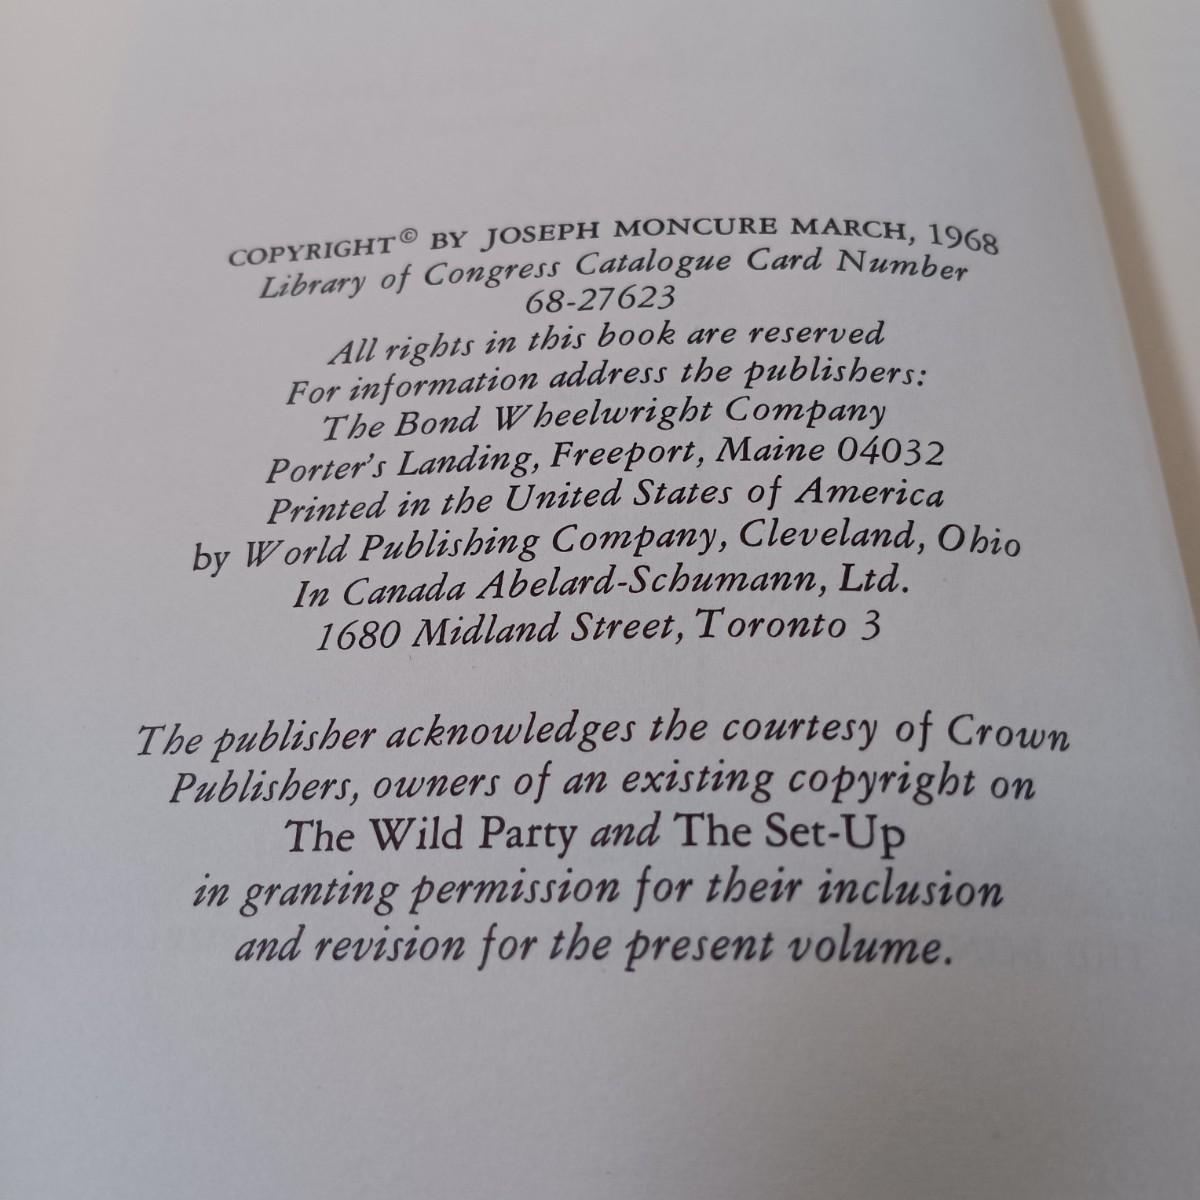 COPYRIGHT © BY JOSEPH MONCURE MARCH, 1968
Library of Congress Catalogue Card Number
68-27623
All rights in this book are reserved
For information address the publishers:
The Bond Wheelwright Company
Porter's Landing, Freeport, Maine 04032
Printed in the United States of America
by World Publishing Company, Cleveland, Ohio
In Canada Abelard-Schumann, Ltd.
1680 Midland Street, Toronto 3
The publisher acknowledges the courtesy of Crown
Publishers, owners of an existing copyright on
The Wild Party and The Set-Up
in granting permission for their inclusion
and revision for the present volume.